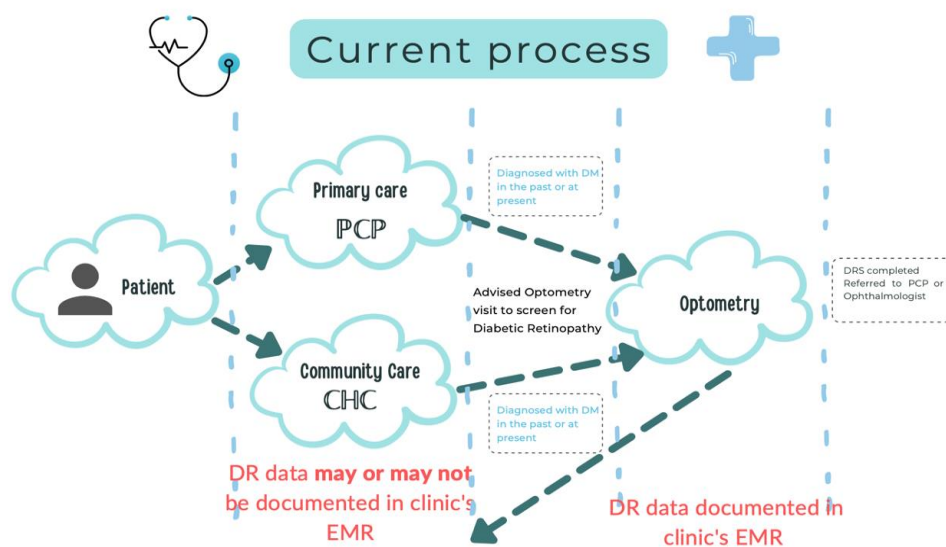 Current process
Primary care
PCP
Diagnosed with DM
in the past or at
present
Patient
Advised Optometry
visit to screen for
Diabetic Retinopathy
Optometry
DRS completed
Referred to PCP or
Ophthalmologist
Community Care
CHC
Diagnosed with DM
in the past or at
present
DR data may or may not
be documented in clinic's
EMR
DR data documented in
clinic's EMR